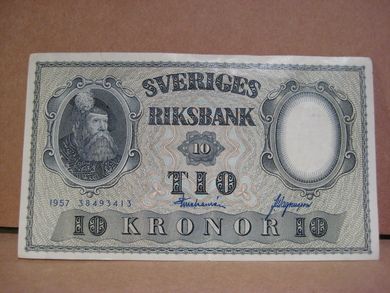 SVERIGES
RIKSBANK
10
TIO
1957 38493413
10 KRONOR 10